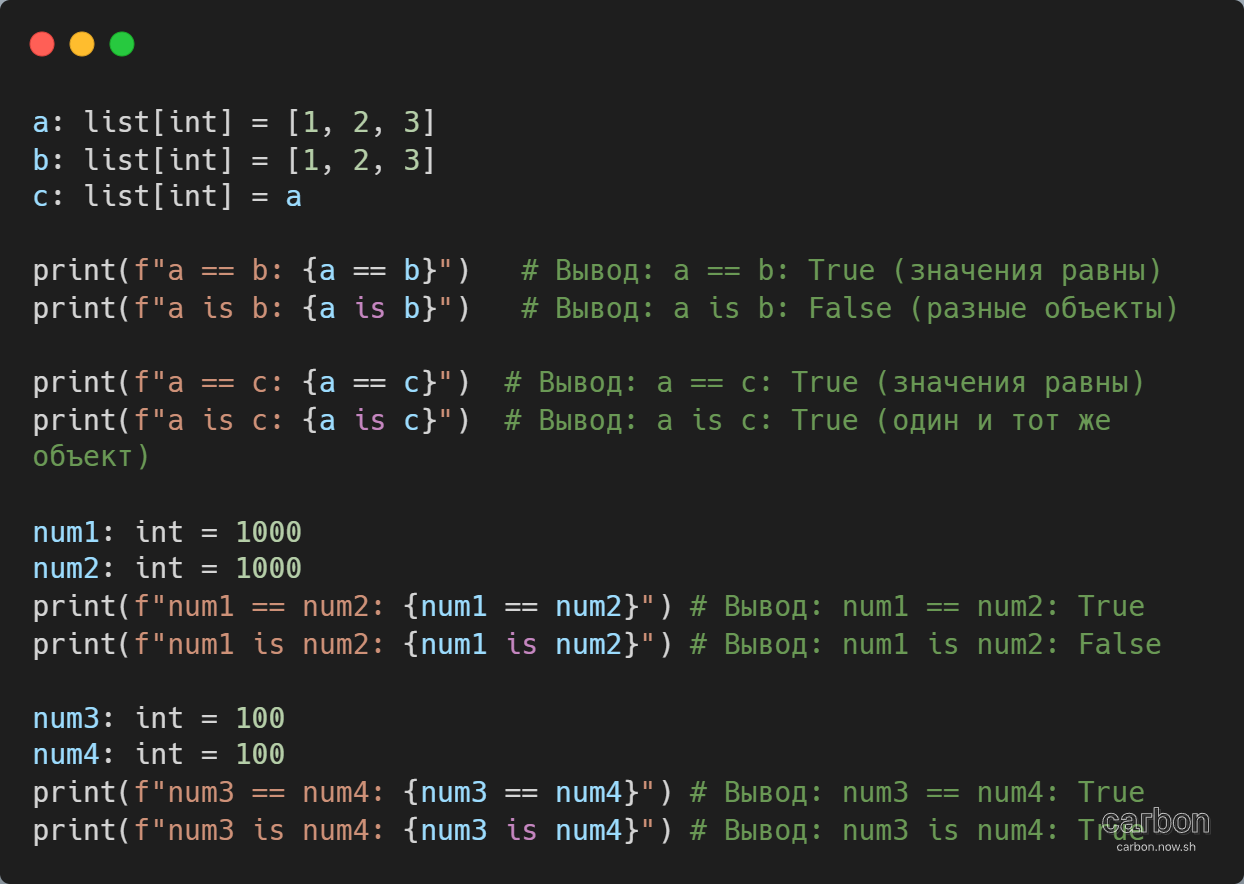 a: list[int] = [1, 2, 3]
b: list[int] = [1, 2, 3]
c: list[int] = a
print(f"a == b: {a == b}")   # Вывод: a == b: True (значения равны)
print(f"a is b: {a is b}")   # Вывод: a is b: False (разные объекты)
print(f"a == c: {a == c}")  # Вывод: a == c: True (значения равны)
print(f"a is c: {a is c}")  # Вывод: a is c: True (один и тот же
объект)
num1: int = 1000
num2: int = 1000
print(f"num1 == num2: {num1 == num2}") # Вывод: num1 == num2: True
print(f"num1 is num2: {num1 is num2}") # Вывод: num1 is num2: False
num3: int = 100
num4: int = 100
print(f"num3 == num4: {num3 == num4}") # Вывод: num3 == num4: True
print(f"num3 is num4: {num3 is num4}") # Вывод: num3 is num4: True
carbon
carbon.now.sh